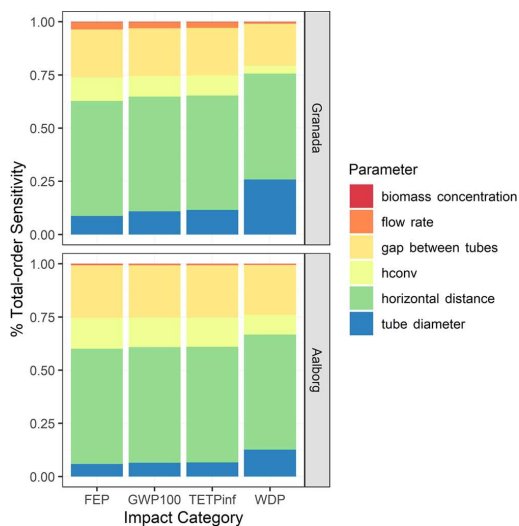 1.00
0.75
0.50
0.25
0.00
Granada
1.00
0.75
0.50
0.25
0.00
Aalborg
% Total-order Sensitivity
FEP GWP100 TETPinf WDP
Impact Category
Parameter
biomass concentration
flow rate
gap between tubes
hconv
horizontal distance
tube diameter